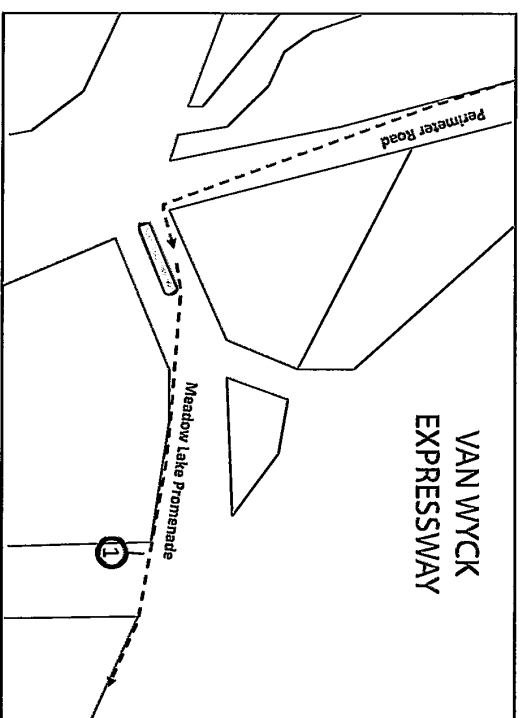 VAN WYCK
EXPRESSWAY
Perimeter Road
Meadow Lake Promenade
1